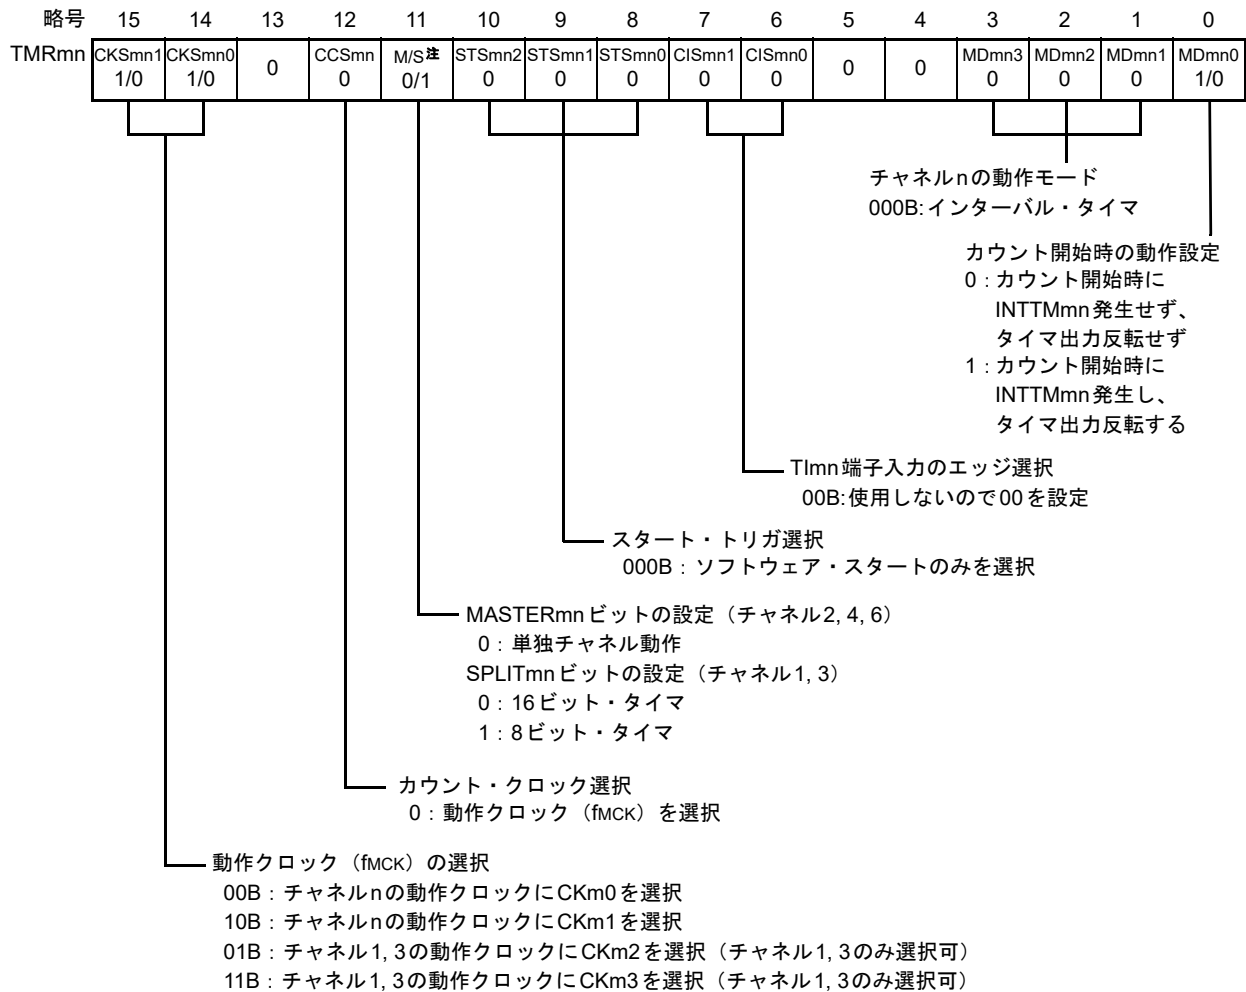 略号 15 14 13 12 11 10 9 8 7 6 5 4 3 2 1 0
TMRmn CKSmn1 CKSmn0 0 CCSmn M/S注 STSmn2 STSmn1 STSmn0 CISmn1 CISmn0 0 0 MDmn3 MDmn2 MDmn1 MDmn0
1/0 1/0 0 0/1 0 0 0 0 0 0 0 0 1/0
チャネルnの動作モード
000B:インターバル・タイマ
カウント開始時の動作設定
0:カウント開始時に
INTTMmn発生せず、
タイマ出力反転せず
1:カウント開始時に
INTTMmn発生し、
タイマ出力反転する
TImn端子入力のエッジ選択
00B:使用しないので00を設定
スタート・トリガ選択
000B:ソフトウェア・スタートのみを選択
MASTERmnビットの設定(チャネル2, 4, 6)
0:単独チャネル動作
SPLITmnビットの設定(チャネル1, 3)
0:16ビット・タイマ
1:8ビット・タイマ
カウント・クロック選択
0:動作クロック(fMCK)を選択
動作クロック(fMCK)の選択
00B:チャネルnの動作クロックにCKm0を選択
10B:チャネルnの動作クロックにCKm1を選択
01B:チャネル1, 3の動作クロックにCKm2を選択(チャネル1, 3のみ選択可)
11B:チャネル1, 3の動作クロックにCKm3を選択(チャネル1, 3のみ選択可)